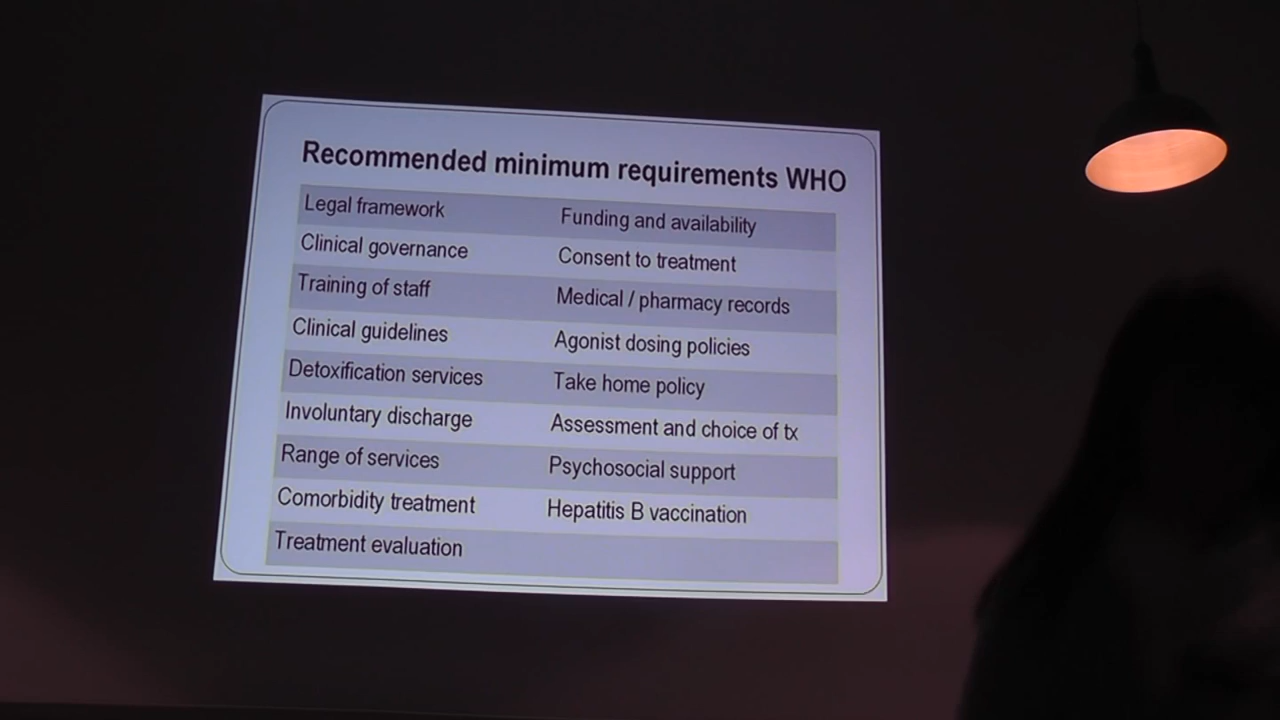 Recommended minimum requirements WHO
Legal framework Funding and availability
Clinical governance Consent to treatment
Training of staff Medical / pharmacy records
Clinical guidelines Agonist dosing policies
Detoxification services Take home policy
Involuntary discharge Assessment and choice of tx
Range of services Psychosocial support
Comorbidity treatment Hepatitis B vaccination
Treatment evaluation